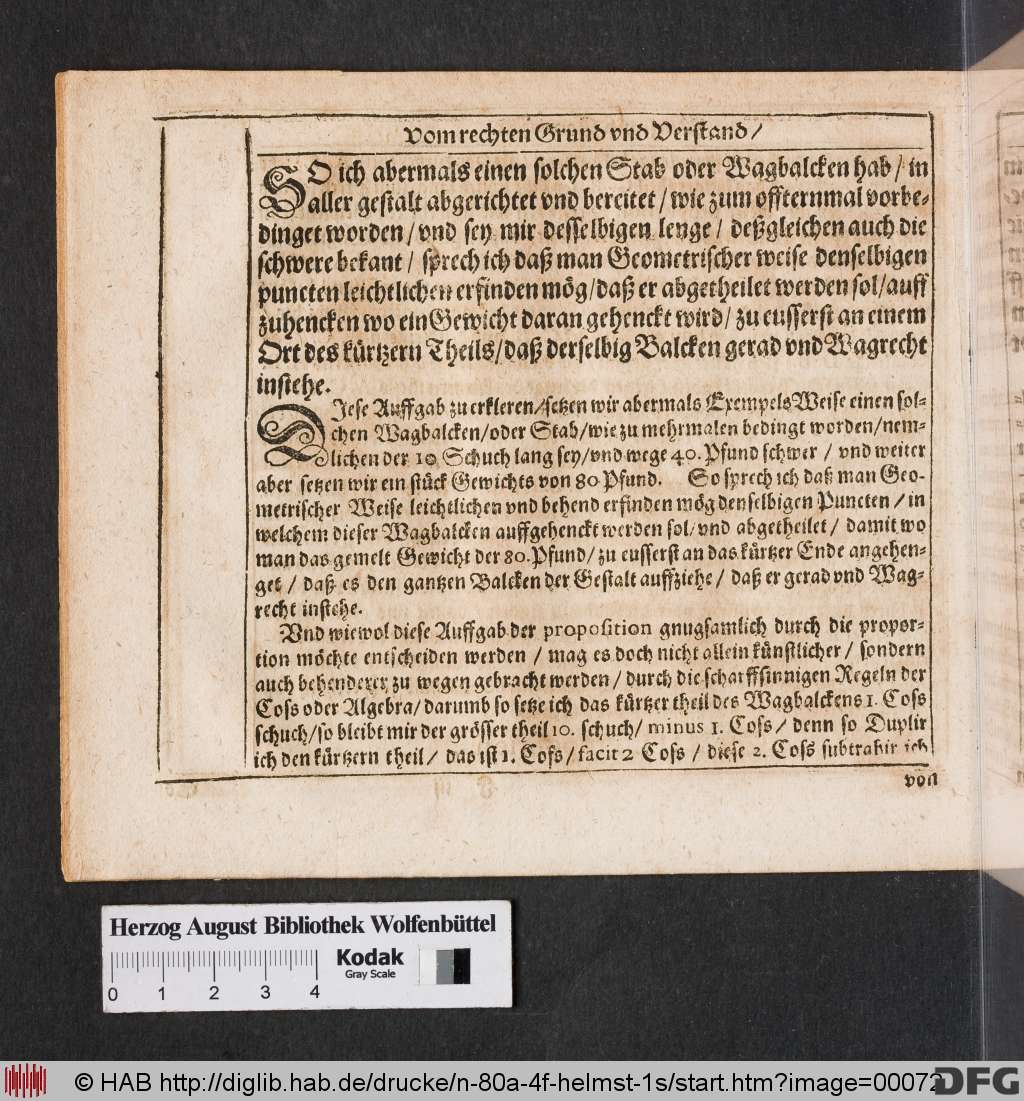 Vom rechten Grund vnd Verstand /
SO ich abermals einen solchen Stab oder Wagbalcken hab / in
aller gestalt abgerichtet vnd bereitet / wie zum offternmal vorbe-
dinget worden / vnd sey mir desselbigen lenge / deßgleichen auch die
schwere bekant / sprech ich daß man Geometrischer weise denselbigen
puncten leichtlichen erfinden mög / daß er abgetheilet werden sol / auff
zuhencken wo ein Gewicht daran gehenckt wird / zu eusserst an einem
Ort des kürtzern Theils / daß derselbig Balcken gerad vnd Wagrecht
instehe.
DIese Auffgab zu erkleren / setzen wir abermals Exempels Weise einen sol-
chen Wagbalcken / oder Stab / wie zu mehrmalen bedingt worden / nem-
lichen der 10 Schuch lang sey / vnd wege 40. Pfund schwer / vnd weiter
aber setzen wir ein stück Gewichts von 80 Pfund. So sprech ich daß man Geo-
metrischer Weise leichtlichen vnd behend erfinden mög denselbigen Puncten / in
welchem dieser Wagbalcken auffgehenckt werden sol / vnd abgetheilet / damit wo
man das gemelt Gewicht der 80. Pfund / zu eusserst an das kürtzer Ende angehen-
get / daß es den gantzen Balcken der Gestalt auffziehe / daß er gerad vnd Wag-
recht instehe.
Vnd wiewol diese Auffgab der proposition gnugsamlich durch die propor-
tion möchte entscheiden werden / mag es doch nicht allein künstlicher / sondern
auch behenderer zu wegen gebracht werden / durch die scharffsinnigen Regeln der
Coss oder Algebra / darumb so setze ich das kürtzer theil des Wagbalckens 1. Coss
schuch / so bleibt mir der grösser theil 10. schuch / minus 1. Coss / denn so Duplir
ich den kürtzern theil / das ist 1. Coss / facit 2 Coss / diese 2. Coss subtrahir ich
von
Herzog August Bibliothek Wolfenbüttel
Kodak
Gray Scale
0 1 2 3 4
© HAB http://diglib.hab.de/drucke/n-80a-4f-helmst-1s/start.htm?image=00072
DFG